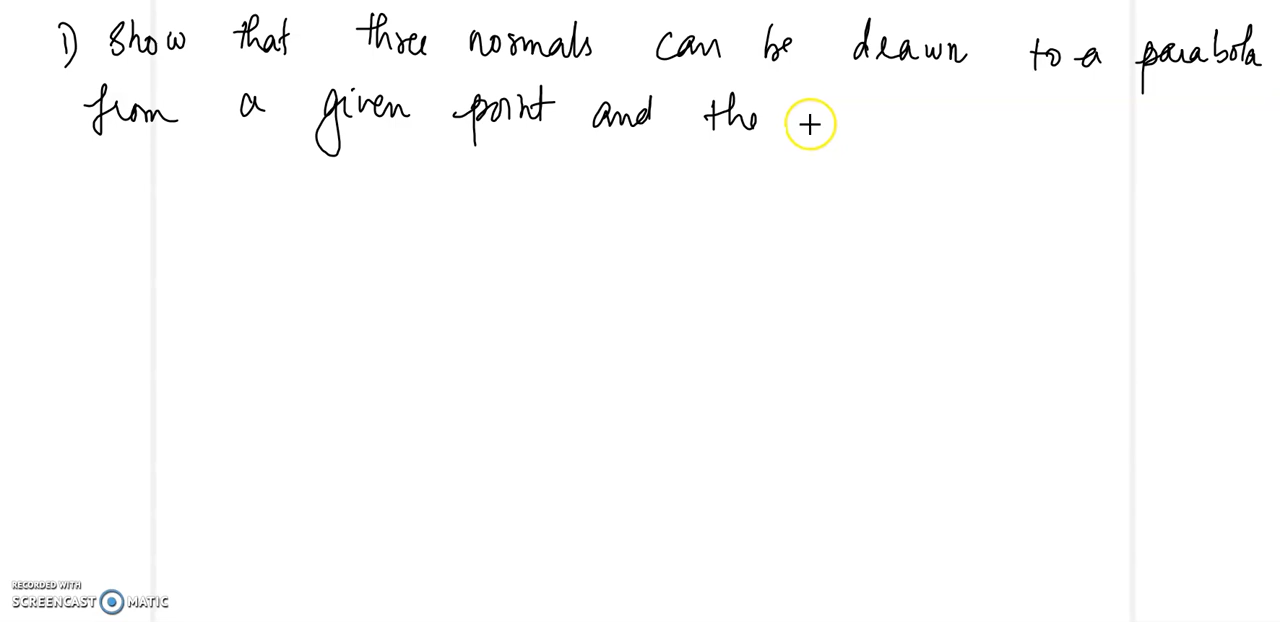 1) Show that three normals can be drawn to a parabola
from a given point and the
RECORDED WITH
SCREENCAST MATIC